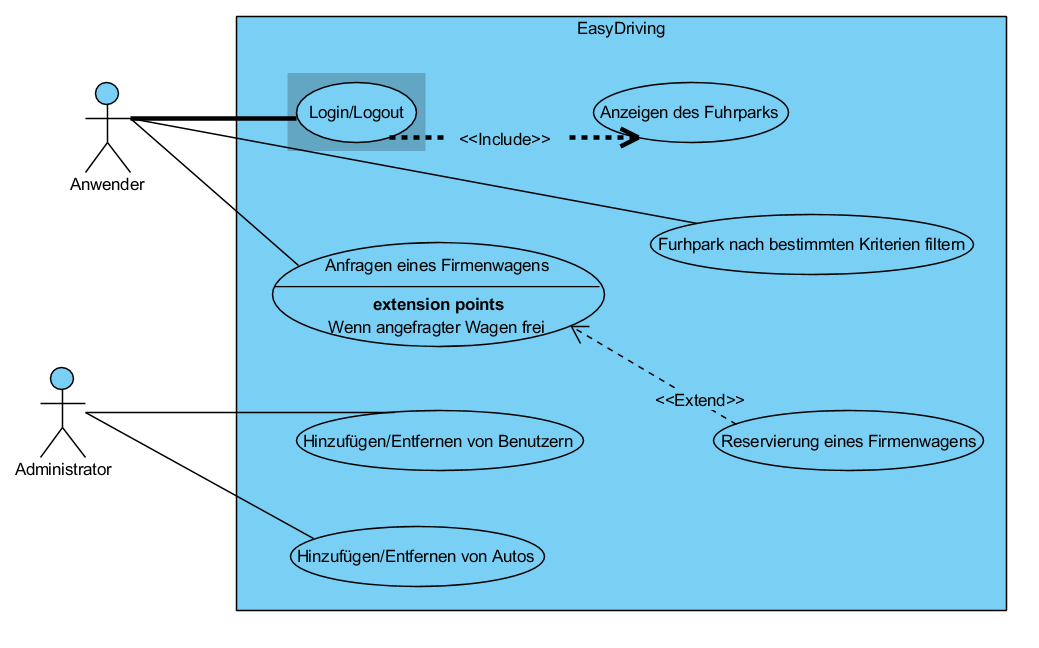 EasyDriving
Login/Logout
Anzeigen des Fuhrparks
<<Include>>
Anwender
Furhpark nach bestimmten Kriterien filtern
Anfragen eines Firmenwagens
extension points
Wenn angefragter Wagen frei
<<Extend>>
Hinzufügen/Entfernen von Benutzern
Reservierung eines Firmenwagens
Administrator
Hinzufügen/Entfernen von Autos